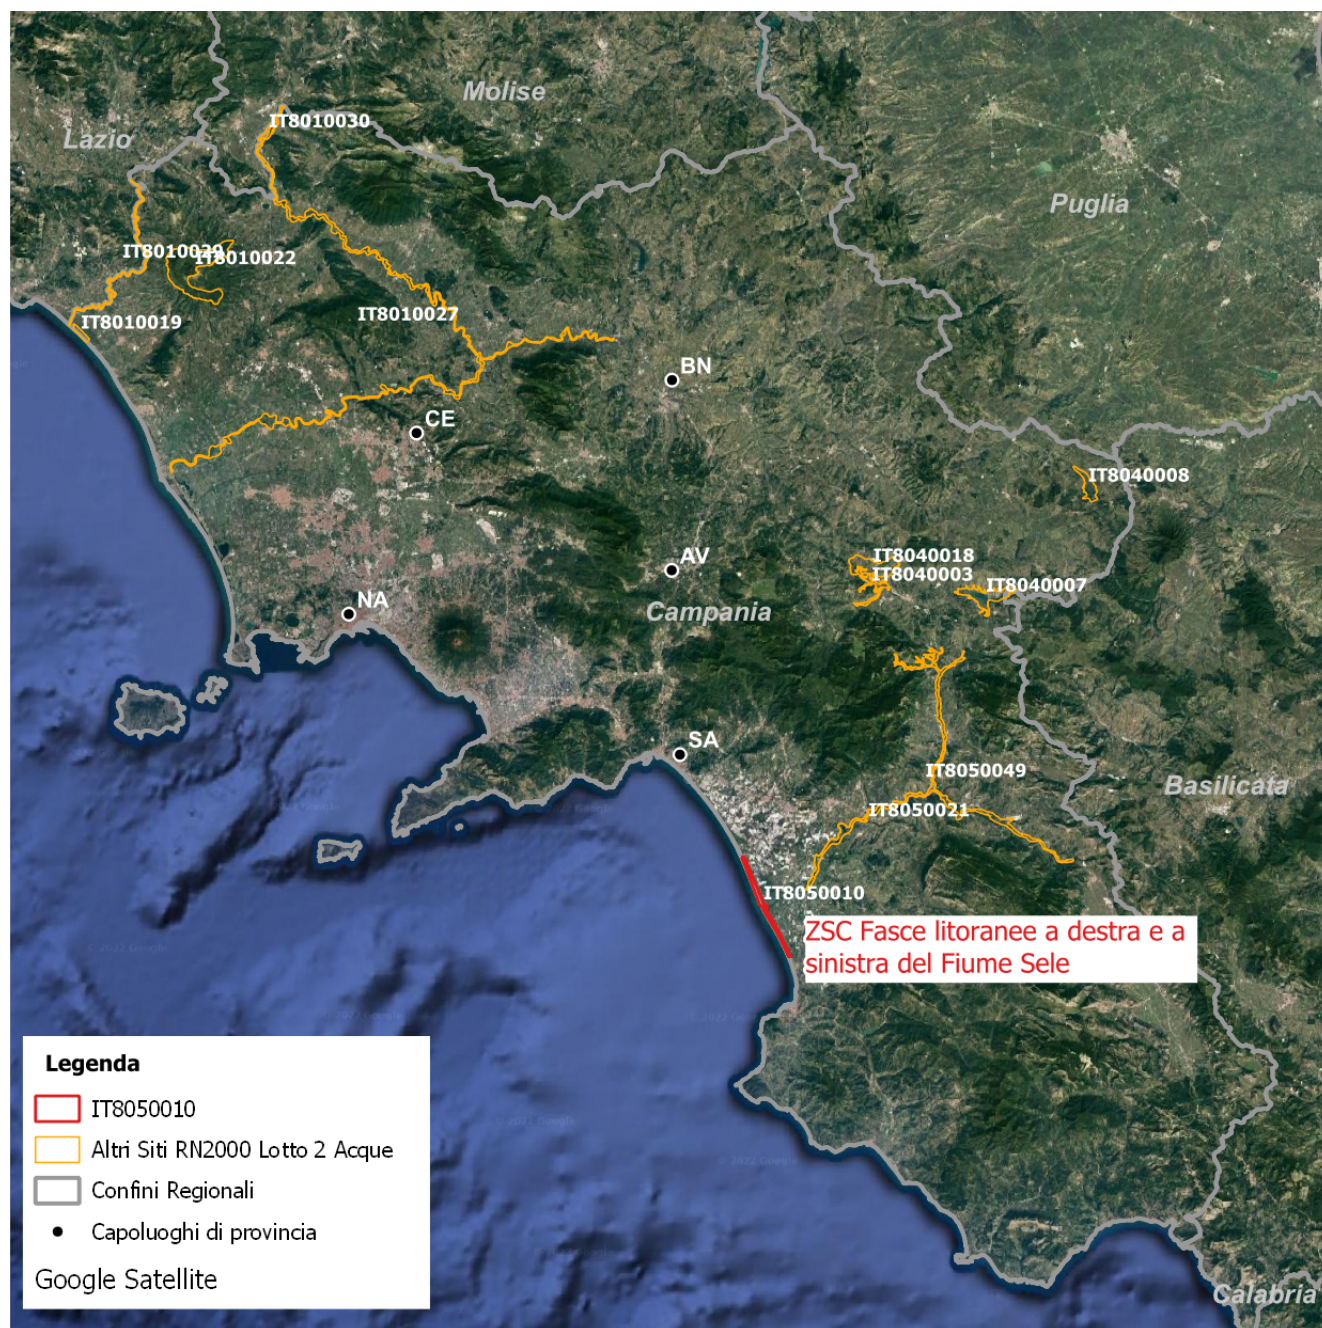 Molise
IT8010030
Lazio
Puglia
IT8010029
IT8010022
IT8010027
IT8010019
BN
CE
IT8040008
AV
IT8040018
IT8040003
IT8040007
NA
Campania
SA
IT8050049
Basilicata
IT8050021
IT8050010
ZSC Fasce litoranee a destra e a
sinistra del Fiume Sele
Legenda
IT8050010
Altri Siti RN2000 Lotto 2 Acque
Confini Regionali
Capoluoghi di provincia
Google Satellite
Calabria